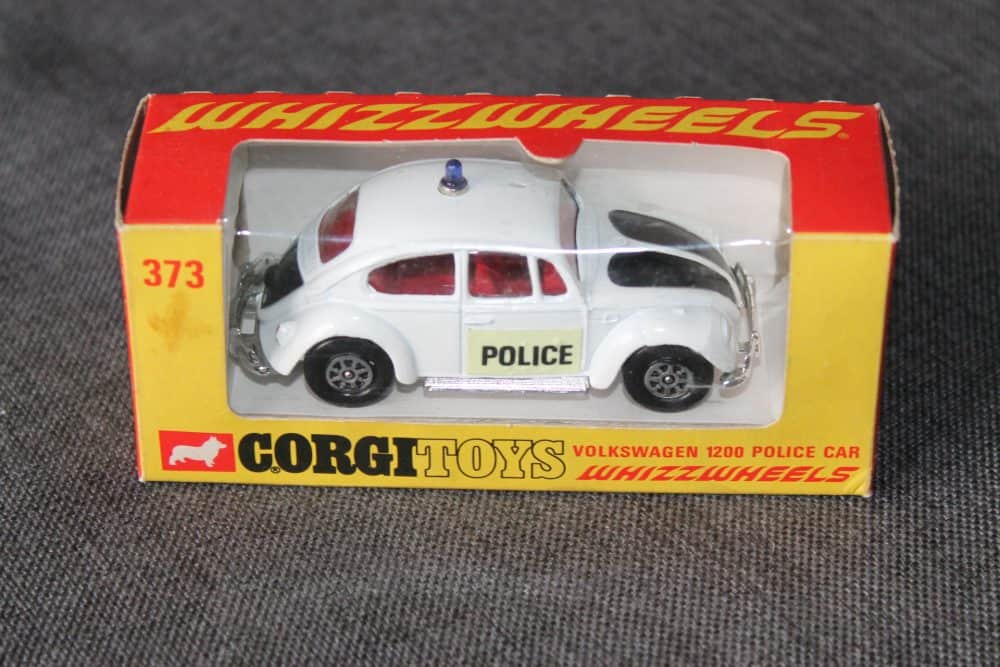 WHIZZWHEELS®
373
POLICE
CORGI TOYS
VOLKSWAGEN 1200 POLICE CAR
WHIZZWHEELS